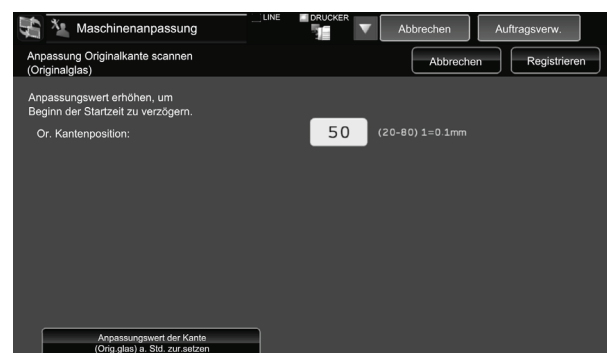 Maschinenanpassung
LINE
DRUCKER
Abbrechen
Auftragsverw.
Anpassung Originalkante scannen
(Originalglas)
Abbrechen
Registrieren
Anpassungswert erhöhen, um
Beginn der Startzeit zu verzögern.
Or. Kantenposition:
50
(20-80) 1=0.1mm
Anpassungswert der Kante
(Orig.glas) a. Std. zur.setzen